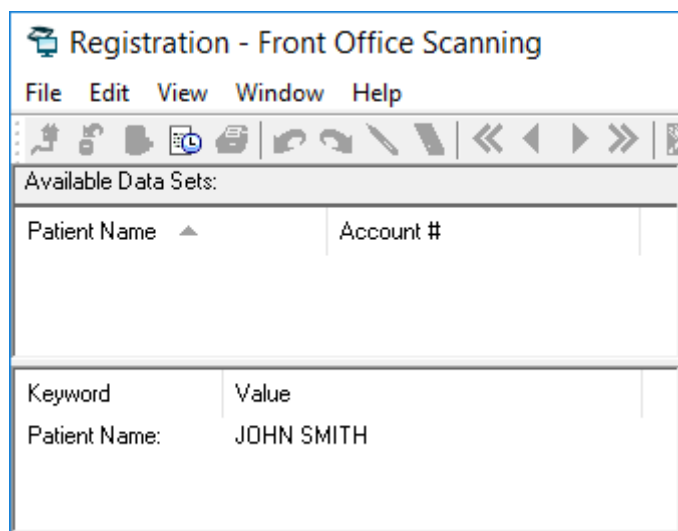 Registration - Front Office Scanning
File Edit View Window Help
Available Data Sets:
Patient Name Account #
Keyword Value
Patient Name: JOHN SMITH